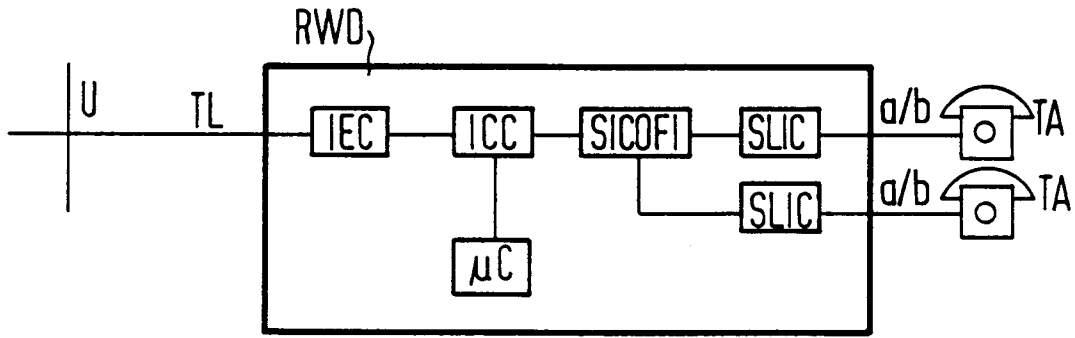 RWD
U TL IEC ICC SICOFI SLIC a/b TA
SLIC a/b TA
µC